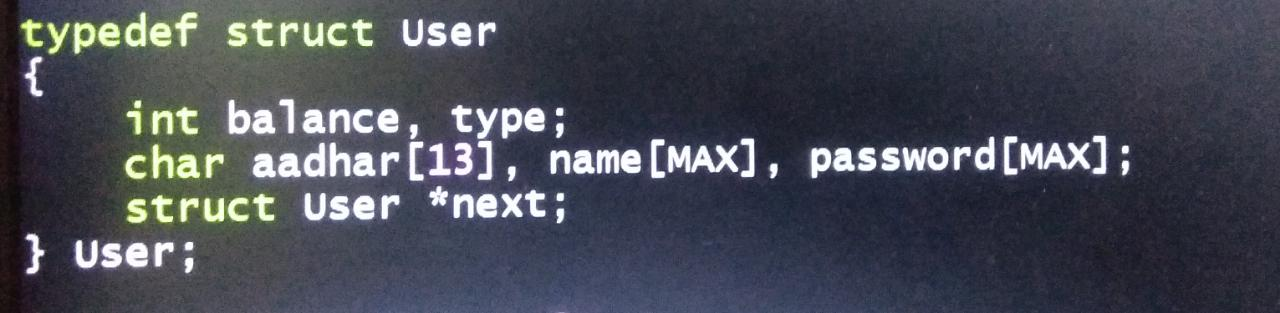 typedef struct User
{
    int balance, type;
    char aadhar[13], name[MAX], password[MAX];
    struct User *next;
} User;